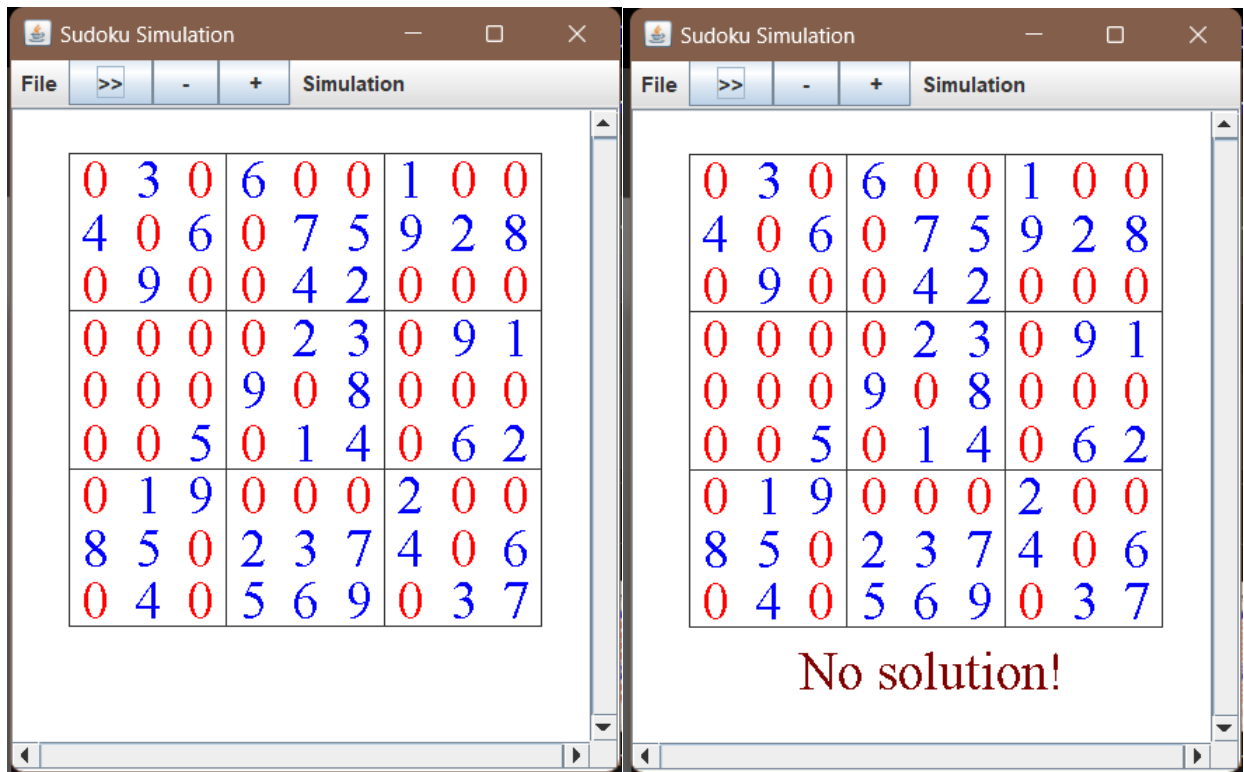 Sudoku Simulation
File >> - + Simulation
0 3 0 6 0 0 1 0 0
4 0 6 0 7 5 9 2 8
0 9 0 0 4 2 0 0 0
0 0 0 0 2 3 0 9 1
0 0 0 9 0 8 0 0 0
0 0 5 0 1 4 0 6 2
0 1 9 0 0 0 2 0 0
8 5 0 2 3 7 4 0 6
0 4 0 5 6 9 0 3 7
Sudoku Simulation
File >> - + Simulation
0 3 0 6 0 0 1 0 0
4 0 6 0 7 5 9 2 8
0 9 0 0 4 2 0 0 0
0 0 0 0 2 3 0 9 1
0 0 0 9 0 8 0 0 0
0 0 5 0 1 4 0 6 2
0 1 9 0 0 0 2 0 0
8 5 0 2 3 7 4 0 6
0 4 0 5 6 9 0 3 7
No solution!